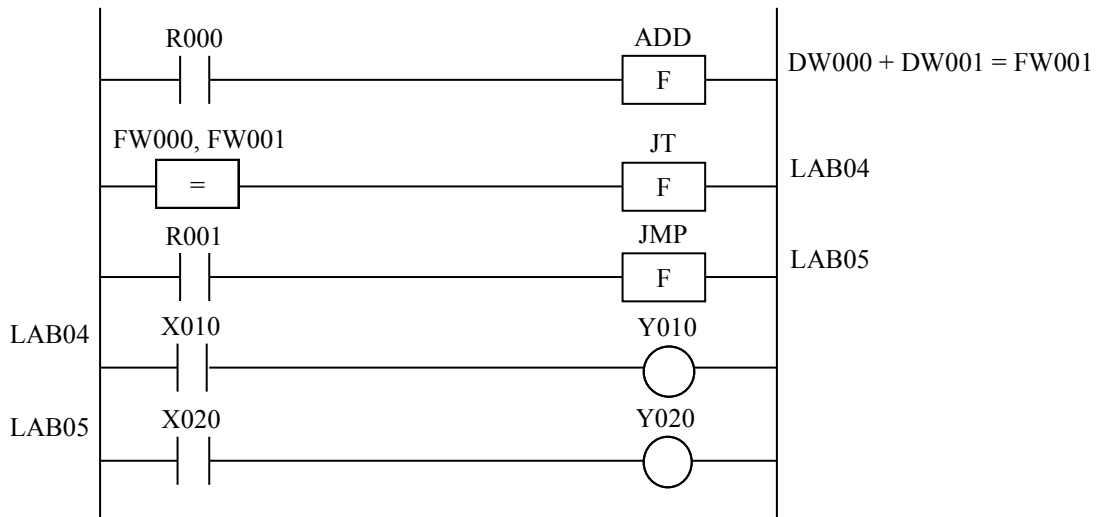 R000 ADD
F DW000 + DW001 = FW001
FW000, FW001 JT
= F LAB04
R001 JMP
F LAB05
LAB04 X010 Y010
LAB05 X020 Y020